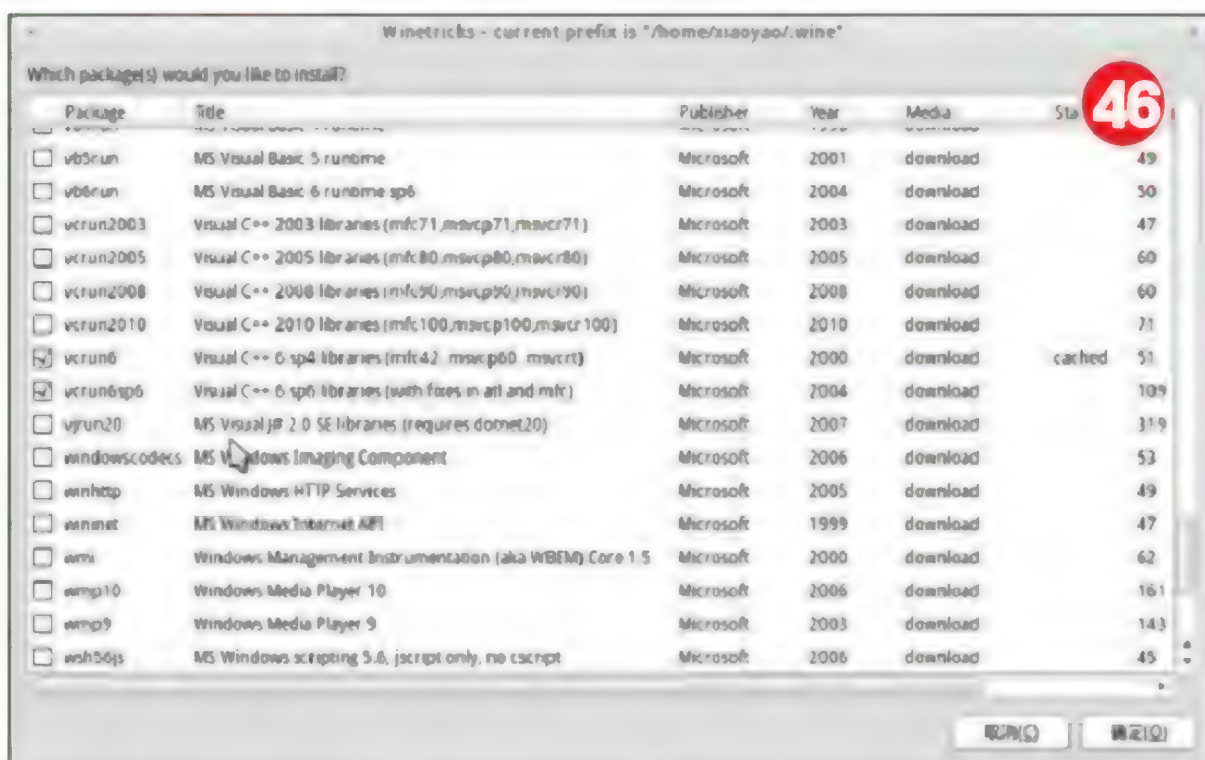 Winetricks - current prefix is "/home/xiaoyao/.wine"
Which package(s) would you like to install?
46
Package Title Publisher Year Media Sta
vb5run MS Visual Basic 5 runtime Microsoft 2001 download 49
vb6run MS Visual Basic 6 runtime sp6 Microsoft 2004 download 50
vcrun2003 Visual C++ 2003 libraries (mfc71,msvcp71,msvcr71) Microsoft 2003 download 47
vcrun2005 Visual C++ 2005 libraries (mfc80,msvcp80,msvcr80) Microsoft 2005 download 60
vcrun2008 Visual C++ 2008 libraries (mfc90,msvcp90,msvcr90) Microsoft 2008 download 60
vcrun2010 Visual C++ 2010 libraries (mfc100,msvcp100,msvcr100) Microsoft 2010 download 71
vcrun6 Visual C++ 6 sp4 libraries (mfc42, msvcp60, msvcrt) Microsoft 2000 download cached 51
vcrun6sp6 Visual C++ 6 sp6 libraries (with fixes in atl and mfc) Microsoft 2004 download 109
vjrun20 MS Visual J# 2.0 SE libraries (requires dotnet20) Microsoft 2007 download 319
windowscodecs MS Windows Imaging Component Microsoft 2006 download 53
winhttp MS Windows HTTP Services Microsoft 2005 download 49
wininet MS Windows Internet API Microsoft 1999 download 47
wmi Windows Management Instrumentation (aka WBEM) Core 1.5 Microsoft 2000 download 62
wmp10 Windows Media Player 10 Microsoft 2006 download 161
wmp9 Windows Media Player 9 Microsoft 2003 download 143
wsh56js MS Windows scripting 5.6, jscript only, no cscript Microsoft 2006 download 45
取消(C) 确定(O)